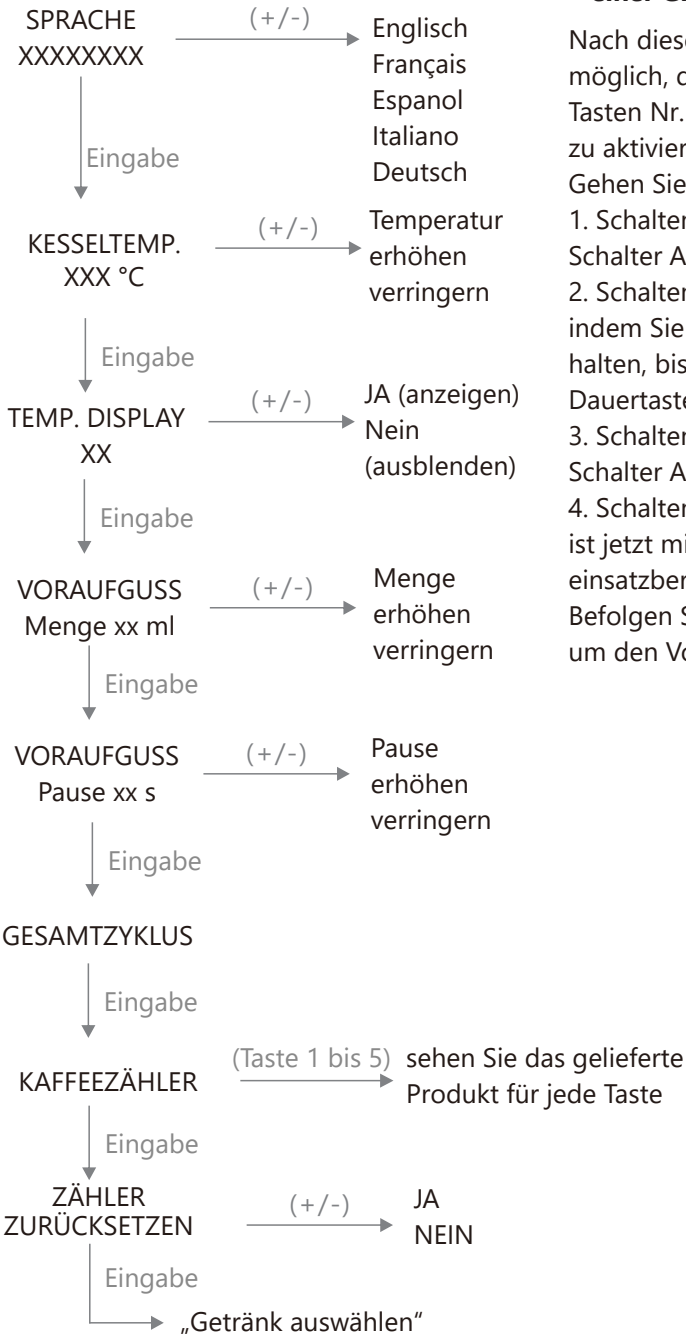 SPRACHE
XXXXXXXX
(+/-)
Englisch
Français
Espanol
Italiano
Deutsch
Eingabe
KESSELTEMP.
XXX °C
(+/-)
Temperatur
erhöhen
verringern
Eingabe
TEMP. DISPLAY
XX
(+/-)
JA (anzeigen)
Nein
(ausblenden)
Eingabe
VORAUFGUSS
Menge xx ml
(+/-)
Menge
erhöhen
verringern
Eingabe
VORAUFGUSS
Pause xx s
(+/-)
Pause
erhöhen
verringern
Eingabe
GESAMTZYKLUS
Eingabe
KAFFEEZÄHLER
(Taste 1 bis 5)
sehen Sie das gelieferte
Produkt für jede Taste
Eingabe
ZÄHLER
ZURÜCKSETZEN
(+/-)
JA
NEIN
Eingabe
„Getränk auswählen“
einer
Nach diese
möglich, d
Tasten Nr.
zu aktivier
Gehen Sie
1. Schalter
Schalter A
2. Schalter
indem Sie
halten, bis
Dauertaste
3. Schalter
Schalter A
4. Schalter
ist jetzt mi
einsatzber
Befolgen S
um den Vo